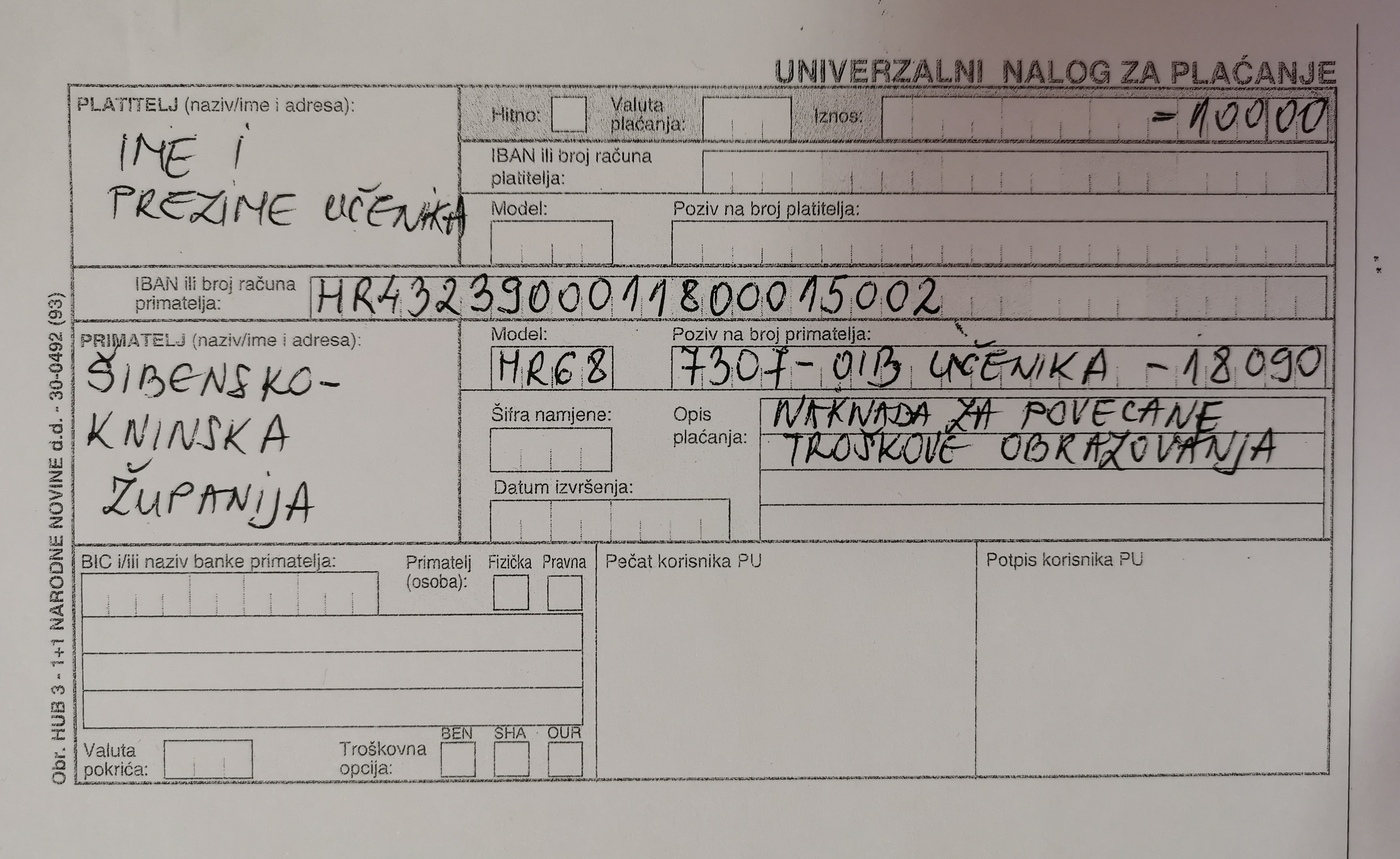 UNIVERZALNI NALOG ZA PLAĆANJE
PLATITELJ (naziv/ime i adresa):
IME I
PREZIME UČENIKA
Hitno:
Valuta
plaćanja:
Iznos:
=10000
IBAN ili broj računa
platitelja:
Model:
Poziv na broj platitelja:
IBAN ili broj računa
primatelja:
HR4323900011800015002
PRIMATELJ (naziv/ime i adresa):
ŠIBENSKO-
KNINSKA
ŽUPANIJA
Model:
HR68
Poziv na broj primatelja:
7307- OIB UČENIKA -18090
Šifra namjene:
Opis
plaćanja:
NAKNADA ZA POVEĆANE
TROŠKOVE OBRAZOVANJA
Datum izvršenja:
BIC i/ili naziv banke primatelja:
Primatelj
(osoba):
Fizička
Pravna
Pečat korisnika PU
Potpis korisnika PU
Valuta
pokrića:
Troškovna
opcija:
BEN
SHA
OUR
Obr. HUB 3 - 1+1 NARODNE NOVINE d.d. - 30-0492 (93)